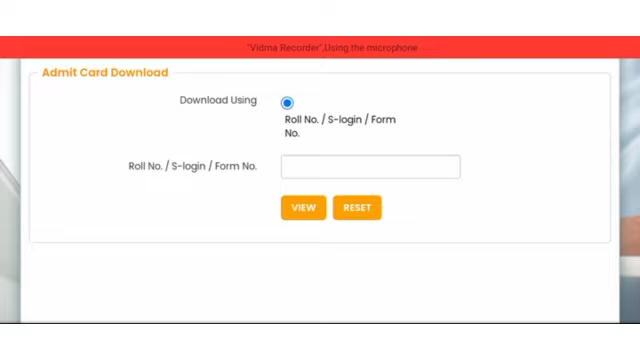 "Vidma Recorder",Using the microphone
Admit Card Download
Download Using
Roll No. / S-login / Form
No.
Roll No. / S-login / Form No.
VIEW RESET